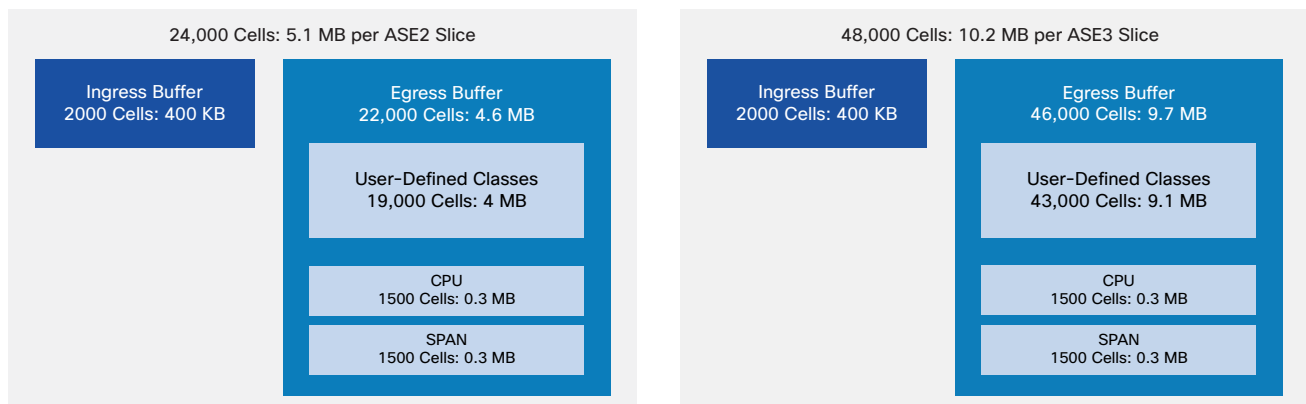 24,000 Cells: 5.1 MB per ASE2 Slice
Ingress Buffer
2000 Cells: 400 KB
Egress Buffer
22,000 Cells: 4.6 MB
User-Defined Classes
19,000 Cells: 4 MB
CPU
1500 Cells: 0.3 MB
SPAN
1500 Cells: 0.3 MB
48,000 Cells: 10.2 MB per ASE3 Slice
Ingress Buffer
2000 Cells: 400 KB
Egress Buffer
46,000 Cells: 9.7 MB
User-Defined Classes
43,000 Cells: 9.1 MB
CPU
1500 Cells: 0.3 MB
SPAN
1500 Cells: 0.3 MB